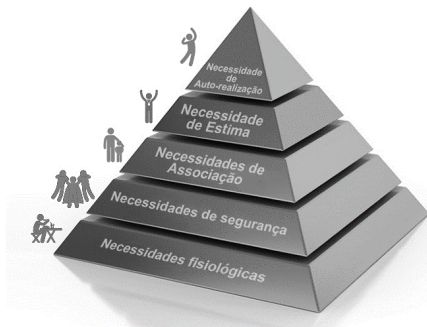 Necessidade
de
Auto-realização
Necessidade
de Estima
Necessidades de
Associação
Necessidades de segurança
Necessidades fisiológicas